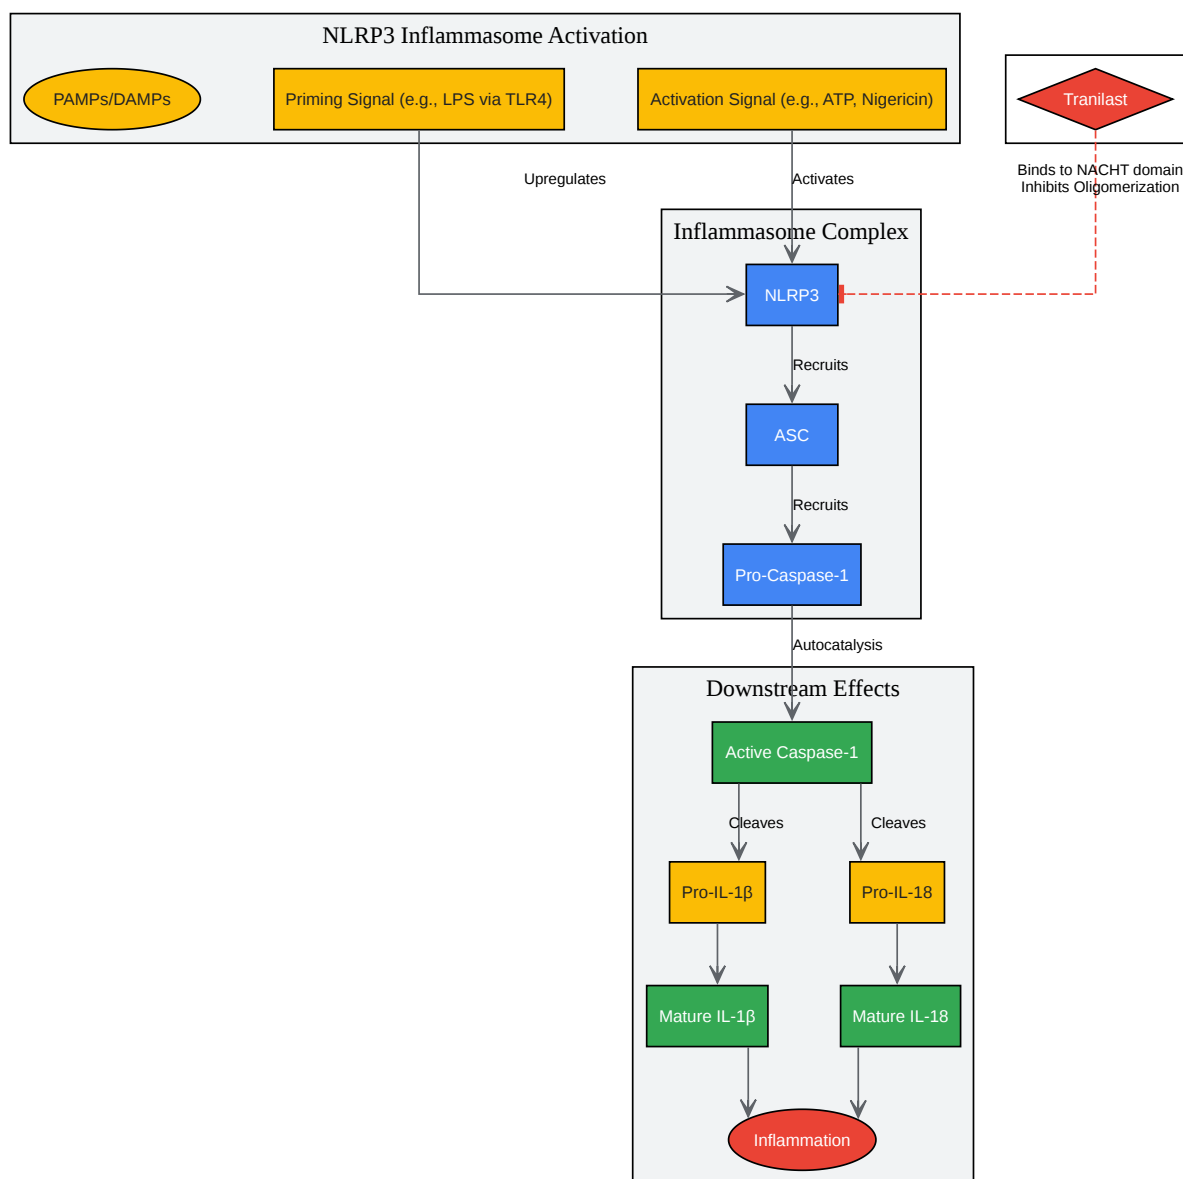 NLRP3 Inflammasome Activation
PAMPs/DAMPs
Priming Signal (e.g., LPS via TLR4)
Activation Signal (e.g., ATP, Nigericin)
Tranilast
Upregulates
Activates
Binds to NACHT domain
Inhibits Oligomerization
Inflammasome Complex
NLRP3
Recruits
ASC
Recruits
Pro-Caspase-1
Autocatalysis
Downstream Effects
Active Caspase-1
Cleaves
Cleaves
Pro-IL-1β
Pro-IL-18
Mature IL-1β
Mature IL-18
Inflammation